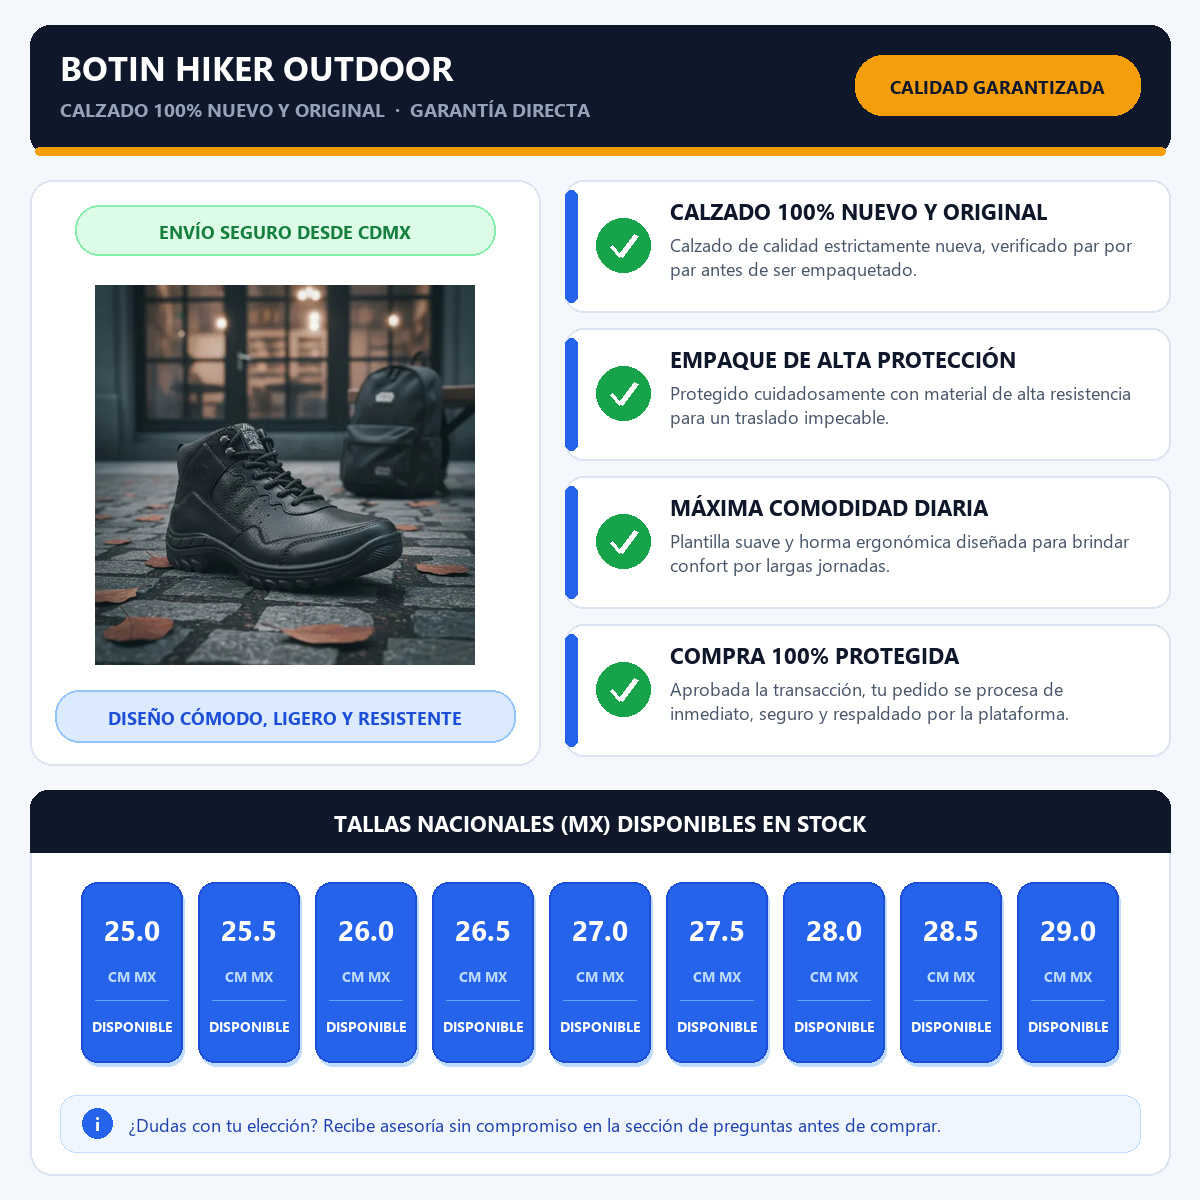 BOTIN HIKER OUTDOOR
CALZADO 100% NUEVO Y ORIGINAL · GARANTÍA DIRECTA
CALIDAD GARANTIZADA
ENVÍO SEGURO DESDE CDMX
DISEÑO CÓMODO, LIGERO Y RESISTENTE
CALZADO 100% NUEVO Y ORIGINAL
Calzado de calidad estrictamente nueva, verificado par por
par antes de ser empaquetado.
EMPAQUE DE ALTA PROTECCIÓN
Protegido cuidadosamente con material de alta resistencia
para un traslado impecable.
MÁXIMA COMODIDAD DIARIA
Plantilla suave y horma ergonómica diseñada para brindar
confort por largas jornadas.
COMPRA 100% PROTEGIDA
Aprobada la transacción, tu pedido se procesa de
inmediato, seguro y respaldado por la plataforma.
TALLAS NACIONALES (MX) DISPONIBLES EN STOCK
25.0
CM MX
DISPONIBLE
25.5
CM MX
DISPONIBLE
26.0
CM MX
DISPONIBLE
26.5
CM MX
DISPONIBLE
27.0
CM MX
DISPONIBLE
27.5
CM MX
DISPONIBLE
28.0
CM MX
DISPONIBLE
28.5
CM MX
DISPONIBLE
29.0
CM MX
DISPONIBLE
i
¿Dudas con tu elección? Recibe asesoría sin compromiso en la sección de preguntas antes de comprar.